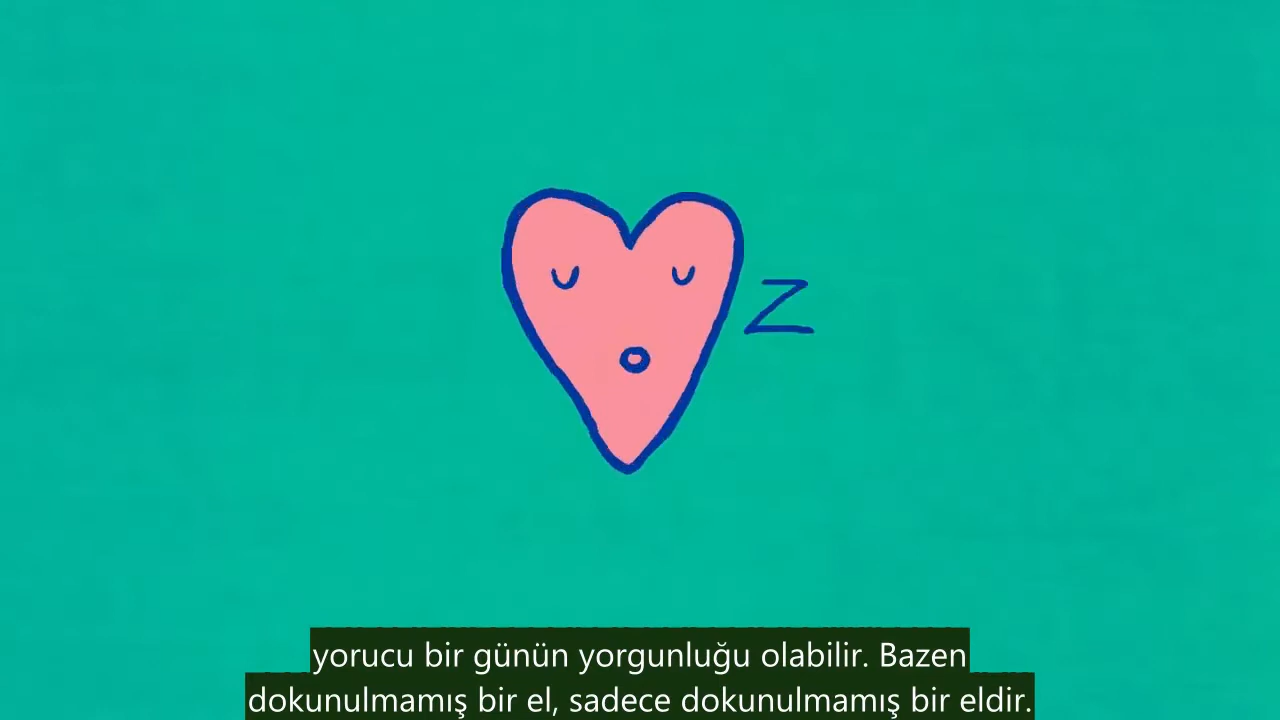 Z
yorucu bir günün yorgunluğu olabilir. Bazen
dokunulmamış bir el, sadece dokunulmamış bir eldir.